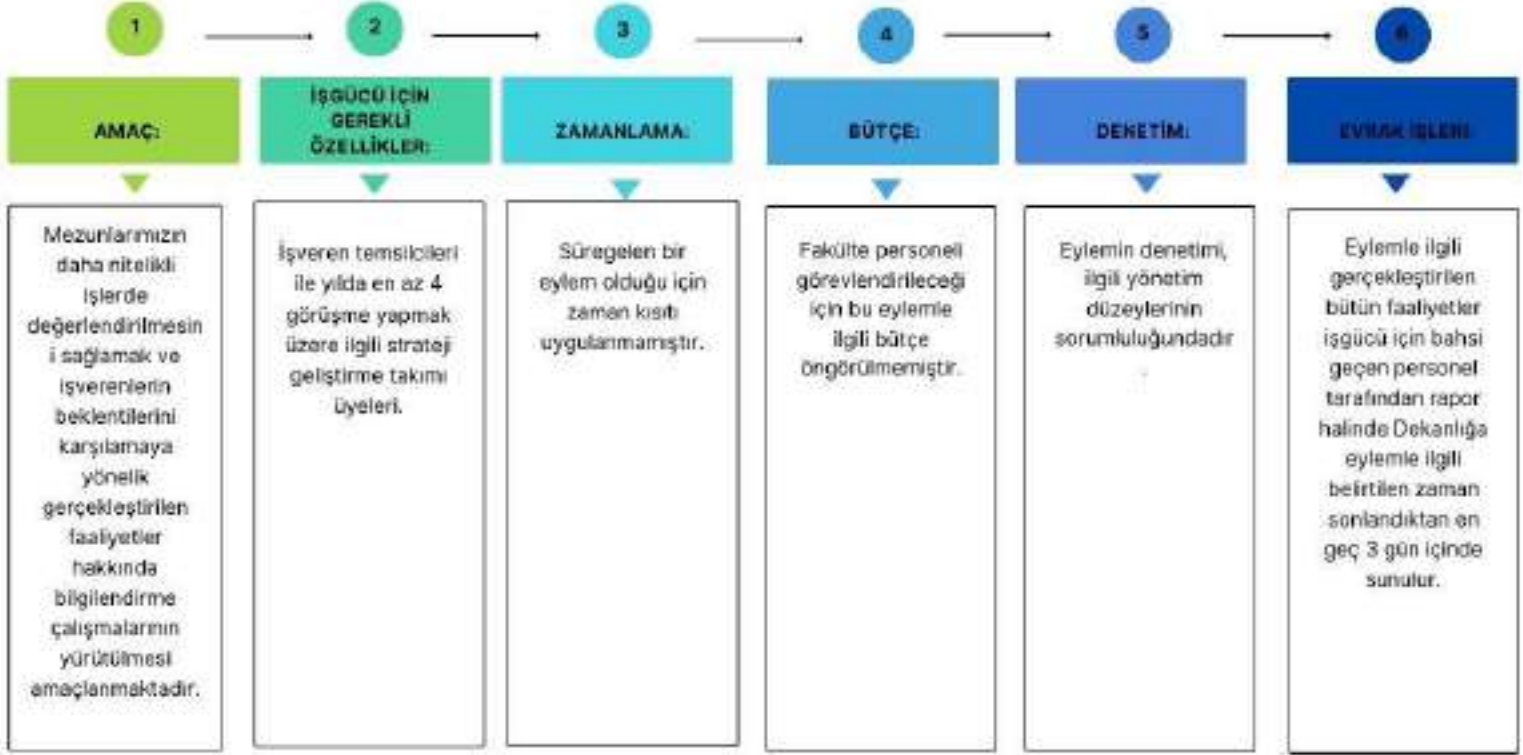 1
2
3
4
5
6
AMAÇ:
İŞGÜCÜ İÇİN
GEREKLİ
ÖZELLİKLER:
ZAMANLAMA:
BÜTÇE:
DENETİM:
EVRAK İŞLERİ:
Mezunlarımızın
daha nitelikli
işlerde
değerlendirilmesin
i sağlamak ve
işverenlerin
beklentilerini
karşılamaya
yönelik
gerçekleştirilen
faaliyetler
hakkında
bilgilendirme
çalışmalarının
yürütülmesi
amaçlanmaktadır.
İşveren temsilcileri
ile yılda en az 4
görüşme yapmak
üzere ilgili strateji
geliştirme takımı
üyeleri.
Süregelen bir
eylem olduğu için
zaman kısıtı
uygulanmamıştır.
Fakülte personeli
görevlendirileceği
için bu eylemle
ilgili bütçe
öngörülmemiştir.
Eylemin denetimi,
ilgili yönetim
düzeylerinin
sorumluluğundadır
.
Eylemle ilgili
gerçekleştirilen
bütün faaliyetler
işgücü için bahsi
geçen personel
tarafından rapor
halinde Dekanlığa
eylemle ilgili
belirtilen zaman
sonlandıktan en
geç 3 gün içinde
sunulur.